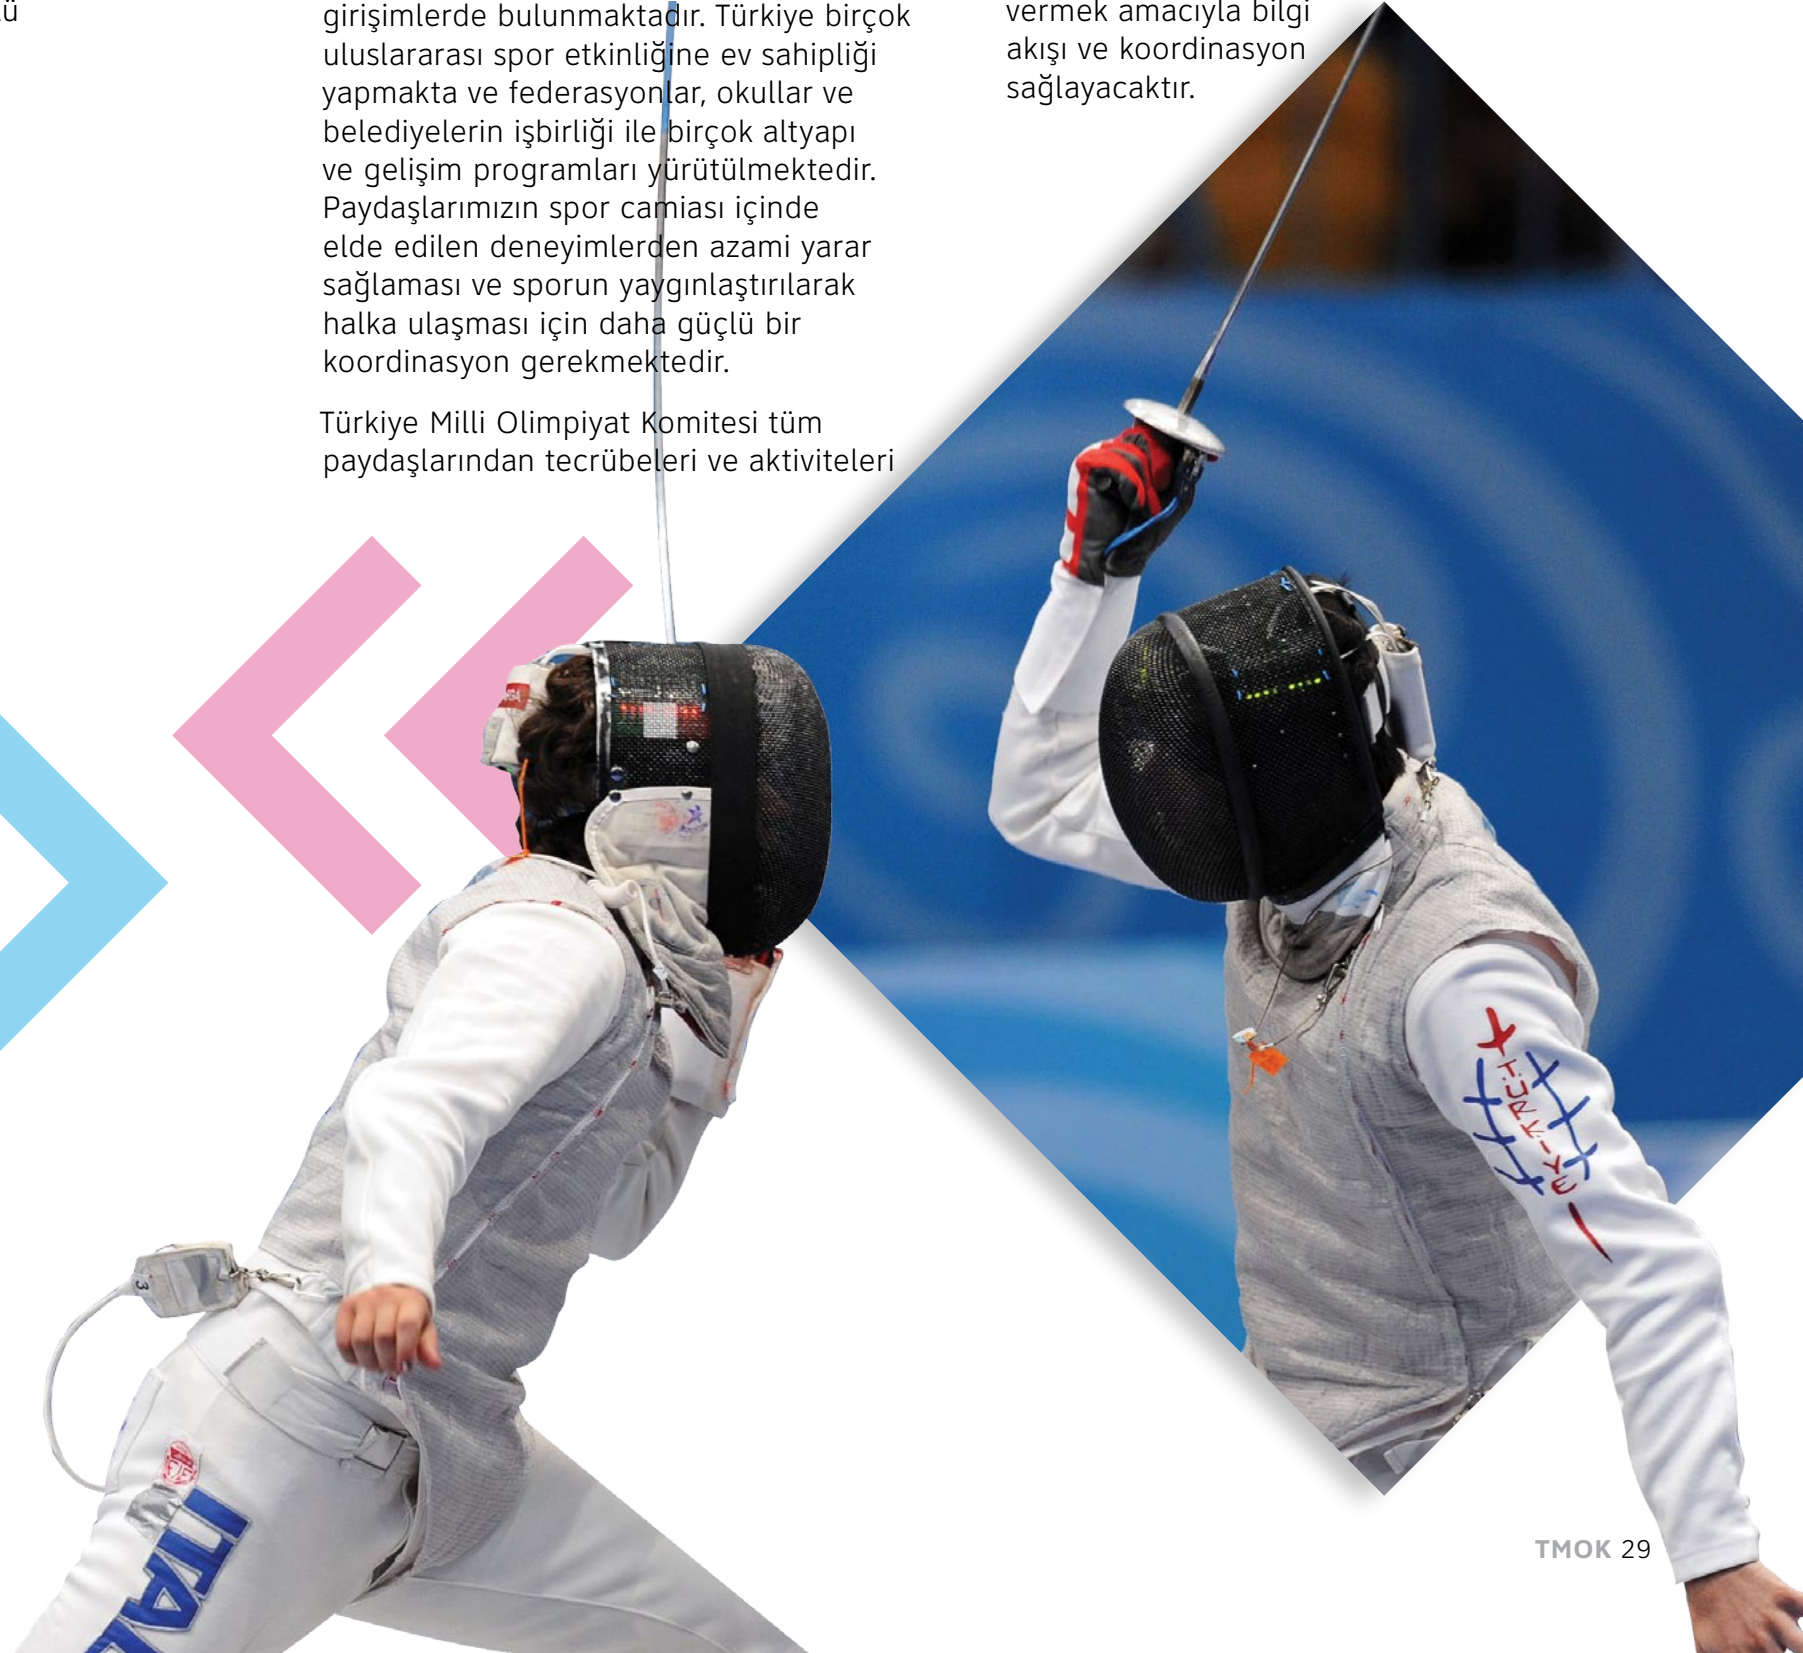 ü
girişimlerde bulunmaktadır. Türkiye birçok
uluslararası spor etkinliğine ev sahipliği
yapmakta ve federasyonlar, okullar ve
belediyelerin işbirliği ile birçok altyapı
ve gelişim programları yürütülmektedir.
Paydaşlarımızın spor camiası içinde
elde edilen deneyimlerden azami yarar
sağlaması ve sporun yaygınlaştırılarak
halka ulaşması için daha güçlü bir
koordinasyon gerekmektedir.
Türkiye Milli Olimpiyat Komitesi tüm
paydaşlarından tecrübeleri ve aktiviteleri
vermek amacıyla bilgi
akışı ve koordinasyon
sağlayacaktır.
TÜRKİYE
3
ITAL
TMOK 29